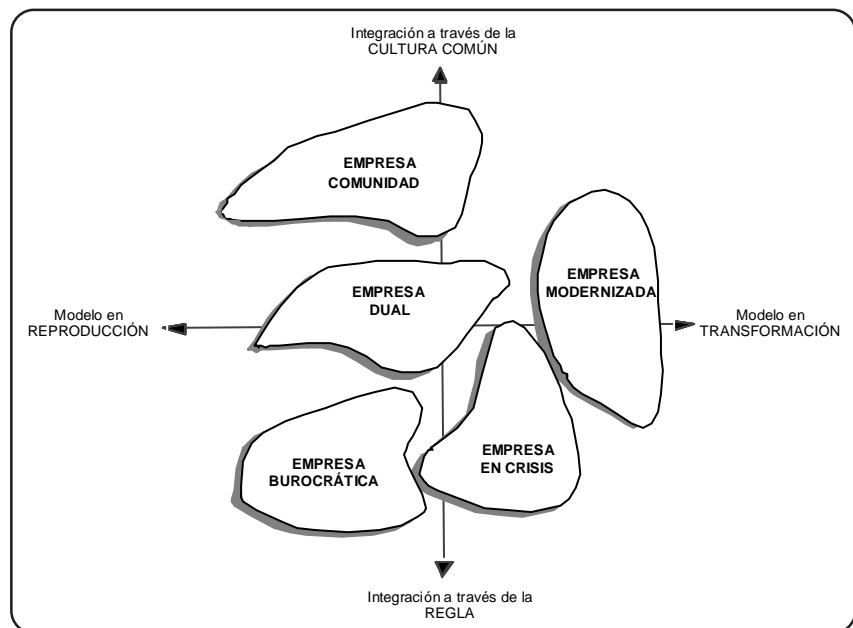 Integración a través de la
CULTURA COMÚN
EMPRESA
COMUNIDAD
EMPRESA
MODERNIZADA
EMPRESA
DUAL
Modelo en
REPRODUCCIÓN
Modelo en
TRANSFORMACIÓN
EMPRESA
BUROCRÁTICA
EMPRESA
EN CRISIS
Integración a través de la
REGLA